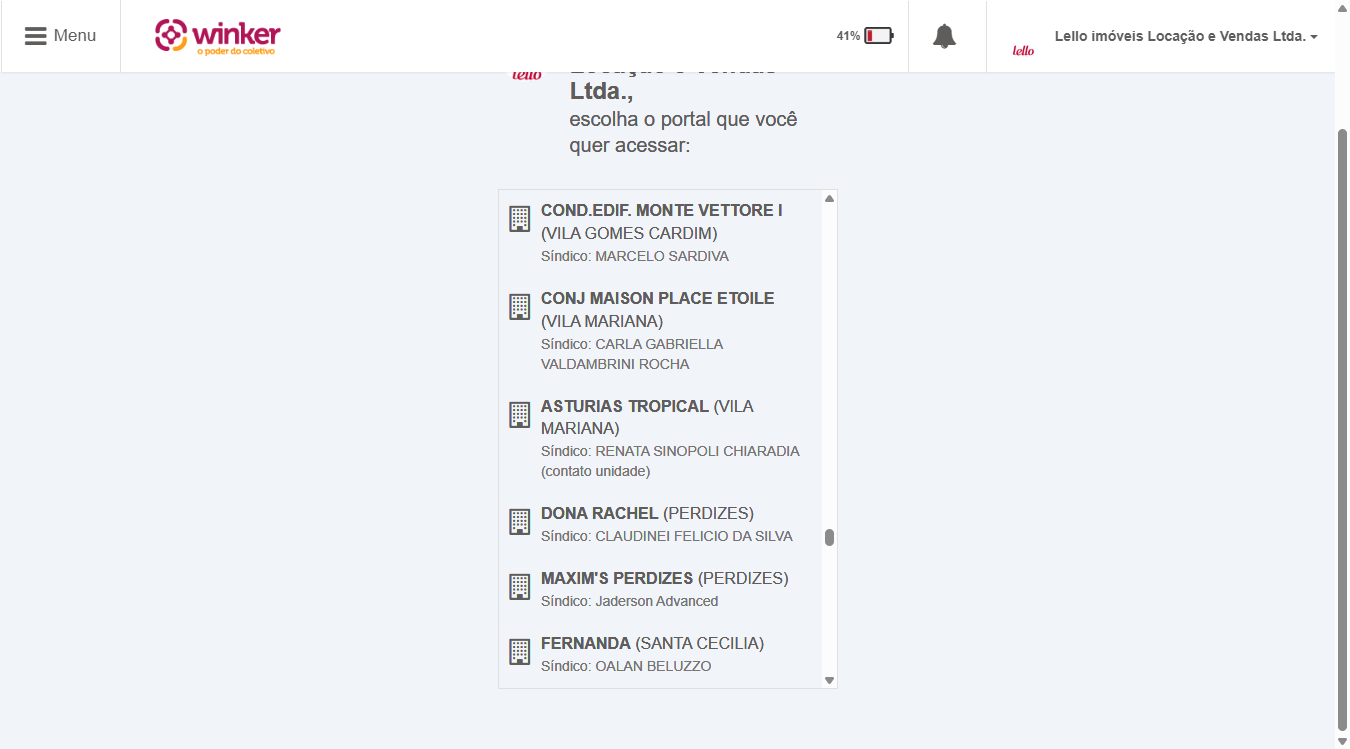 Menu
winker
o poder do coletivo
41%
lello
Lello imóveis Locação e Vendas Ltda.
lello
Locação e Vendas
Ltda.,
escolha o portal que você
quer acessar:
COND.EDIF. MONTE VETTORE I
(VILA GOMES CARDIM)
Síndico: MARCELO SARDIVA
CONJ MAISON PLACE ETOILE
(VILA MARIANA)
Síndico: CARLA GABRIELLA
VALDAMBRINI ROCHA
ASTURIAS TROPICAL (VILA
MARIANA)
Síndico: RENATA SINOPOLI CHIARADIA
(contato unidade)
DONA RACHEL (PERDIZES)
Síndico: CLAUDINEI FELICIO DA SILVA
MAXIM'S PERDIZES (PERDIZES)
Síndico: Jaderson Advanced
FERNANDA (SANTA CECILIA)
Síndico: OALAN BELUZZO